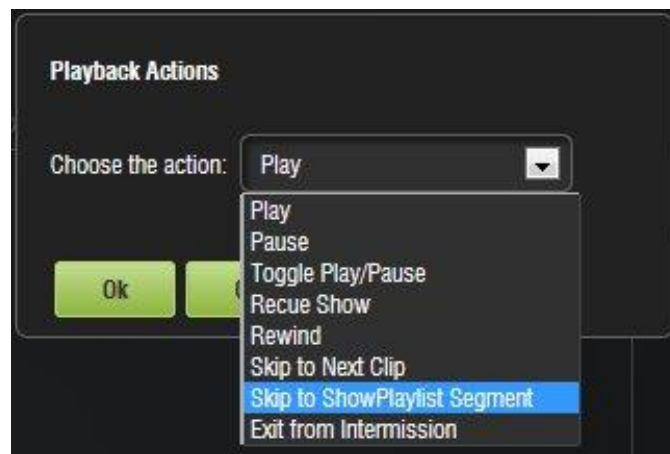 Playback Actions
Choose the action: Play
Play
Pause
Toggle Play/Pause
Recue Show
Rewind
Skip to Next Clip
Skip to ShowPlaylist Segment
Exit from Intermission
Ok